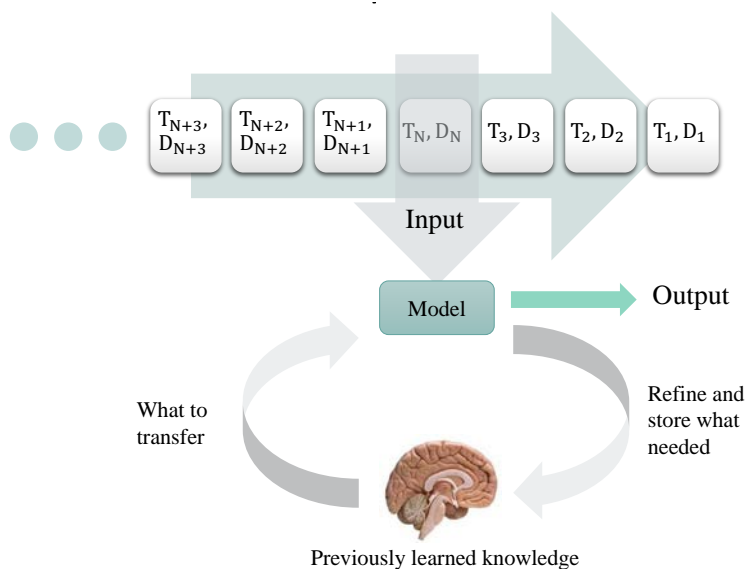 T_{N+3}, D_{N+3}
T_{N+2}, D_{N+2}
T_{N+1}, D_{N+1}
T_N, D_N
T_3, D_3
T_2, D_2
T_1, D_1
Input
Model
Output
What to
transfer
Refine and
store what
needed
Previously learned knowledge